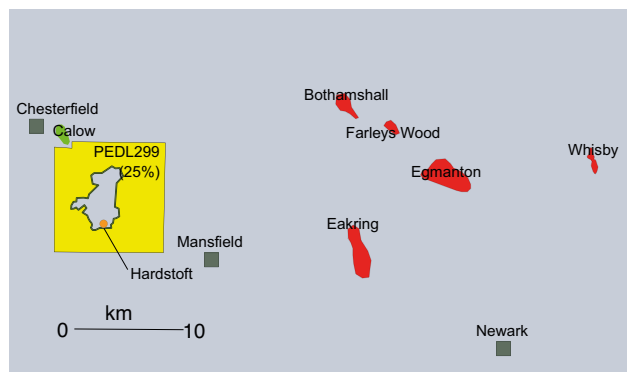 Bothamshall
Chesterfield
Calow
Farleys Wood
PEDL299
(25%)
Whisby
Egmanton
Eakring
Mansfield
Hardstoft
km
0
10
Newark